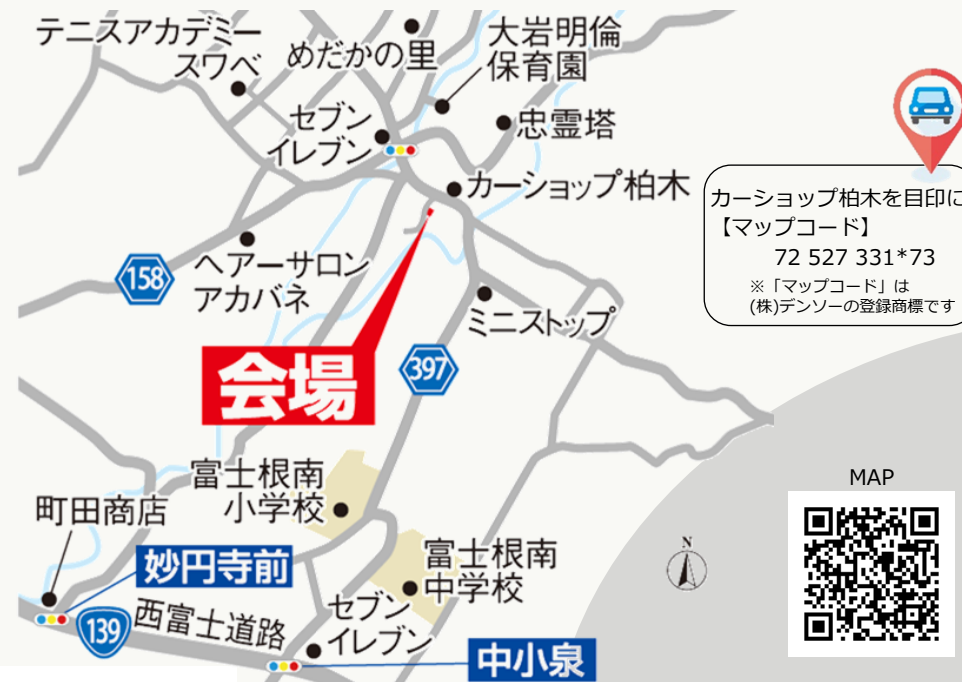 テニスアカデミー
スワベ
めだかの里
大岩明倫
保育園
セブン
イレブン
忠霊塔
カーショップ柏木
カーショップ柏木を目印に
【マップコード】
72 527 331*73
※「マップコード」は
(株)デンソーの登録商標です
158
ヘアーサロン
アカバネ
ミニストップ
会場
397
富士根南
小学校
町田商店
MAP
N
妙円寺前
富士根南
中学校
139
西富士道路
セブン
イレブン
中小泉